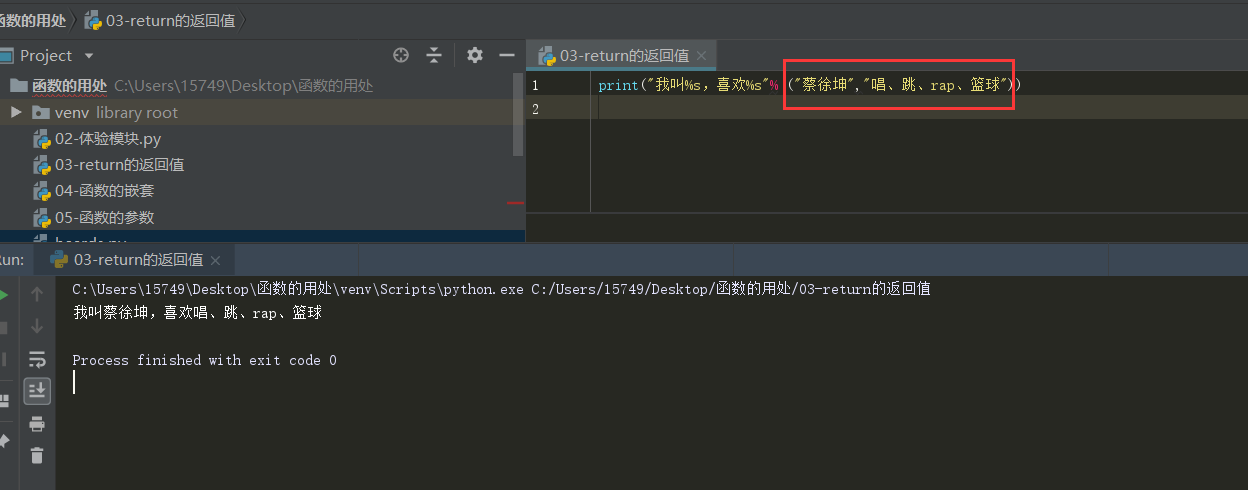 函数的用处 03-return的返回值
Project
03-return的返回值
函数的用处 C:\Users\15749\Desktop\函数的用处
venv library root
02-体验模块.py
03-return的返回值
04-函数的嵌套
05-函数的参数
1 print("我叫%s，喜欢%s"% ("蔡徐坤","唱、跳、rap、篮球"))
2
un: 03-return的返回值
C:\Users\15749\Desktop\函数的用处\venv\Scripts\python.exe C:/Users/15749/Desktop/函数的用处/03-return的返回值
我叫蔡徐坤，喜欢唱、跳、rap、篮球
Process finished with exit code 0